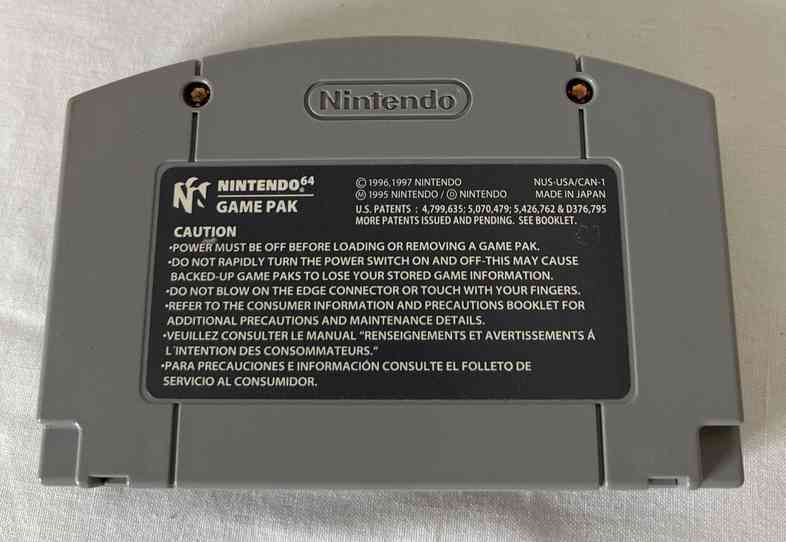 Nintendo
NINTENDO 64
GAME PAK
© 1996,1997 NINTENDO NUS-USA/CAN-1
Ⓜ 1995 NINTENDO / Ⓓ NINTENDO MADE IN JAPAN
U.S. PATENTS : 4,799,635; 5,070,479; 5,426,762 & D376,795
MORE PATENTS ISSUED AND PENDING. SEE BOOKLET.
CAUTION
•POWER MUST BE OFF BEFORE LOADING OR REMOVING A GAME PAK.
•DO NOT RAPIDLY TURN THE POWER SWITCH ON AND OFF-THIS MAY CAUSE
BACKED-UP GAME PAKS TO LOSE YOUR STORED GAME INFORMATION.
•DO NOT BLOW ON THE EDGE CONNECTOR OR TOUCH WITH YOUR FINGERS.
•REFER TO THE CONSUMER INFORMATION AND PRECAUTIONS BOOKLET FOR
ADDITIONAL PRECAUTIONS AND MAINTENANCE DETAILS.
•VEUILLEZ CONSULTER LE MANUAL "RENSEIGNEMENTS ET AVERTISSEMENTS Á
L'INTENTION DES CONSOMMATEURS."
•PARA PRECAUCIONES E INFORMACIÓN CONSULTE EL FOLLETO DE
SERVICIO AL CONSUMIDOR.